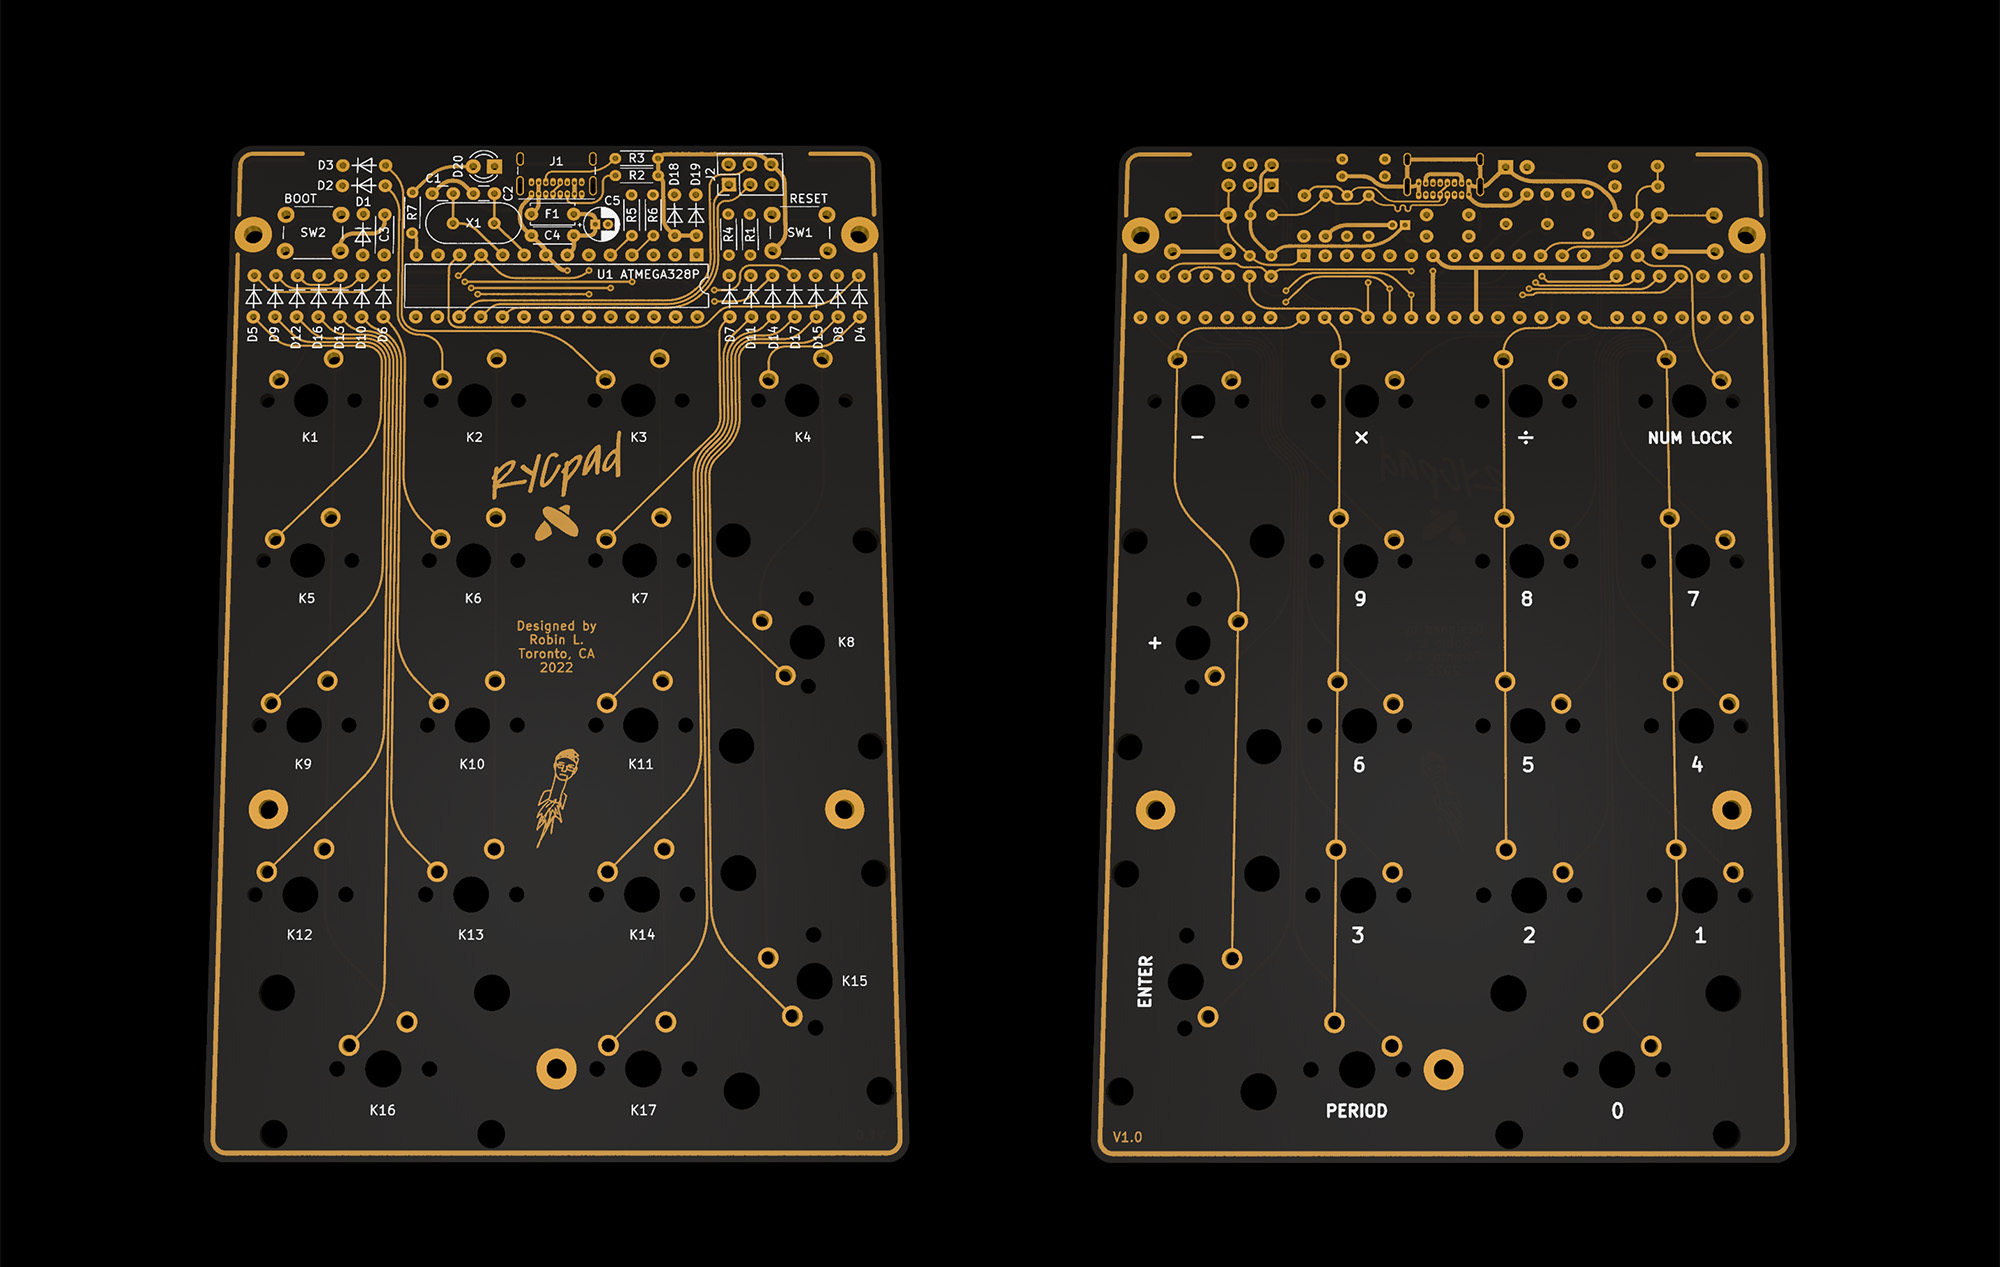 D3
D2
D1
BOOT
SW2
C3
R7
C1
D20
C2
X1
J1
F1
C4
C5
R3
R2
R5
R6
D18
D19
J2
R4
R1
RESET
SW1
U1 ATMEGA328P
D5
D9
D12
D16
D13
D10
D6
D7
D11
D14
D17
D15
D8
D4
K1
K2
K3
K4
RYCpad
K5
K6
K7
Designed by
Robin L.
Toronto, CA
2022
K8
K9
K10
K11
K12
K13
K14
K15
K16
K17
−
×
÷
NUM LOCK
9
8
7
+
6
5
4
3
2
1
ENTER
PERIOD
0
V1.0